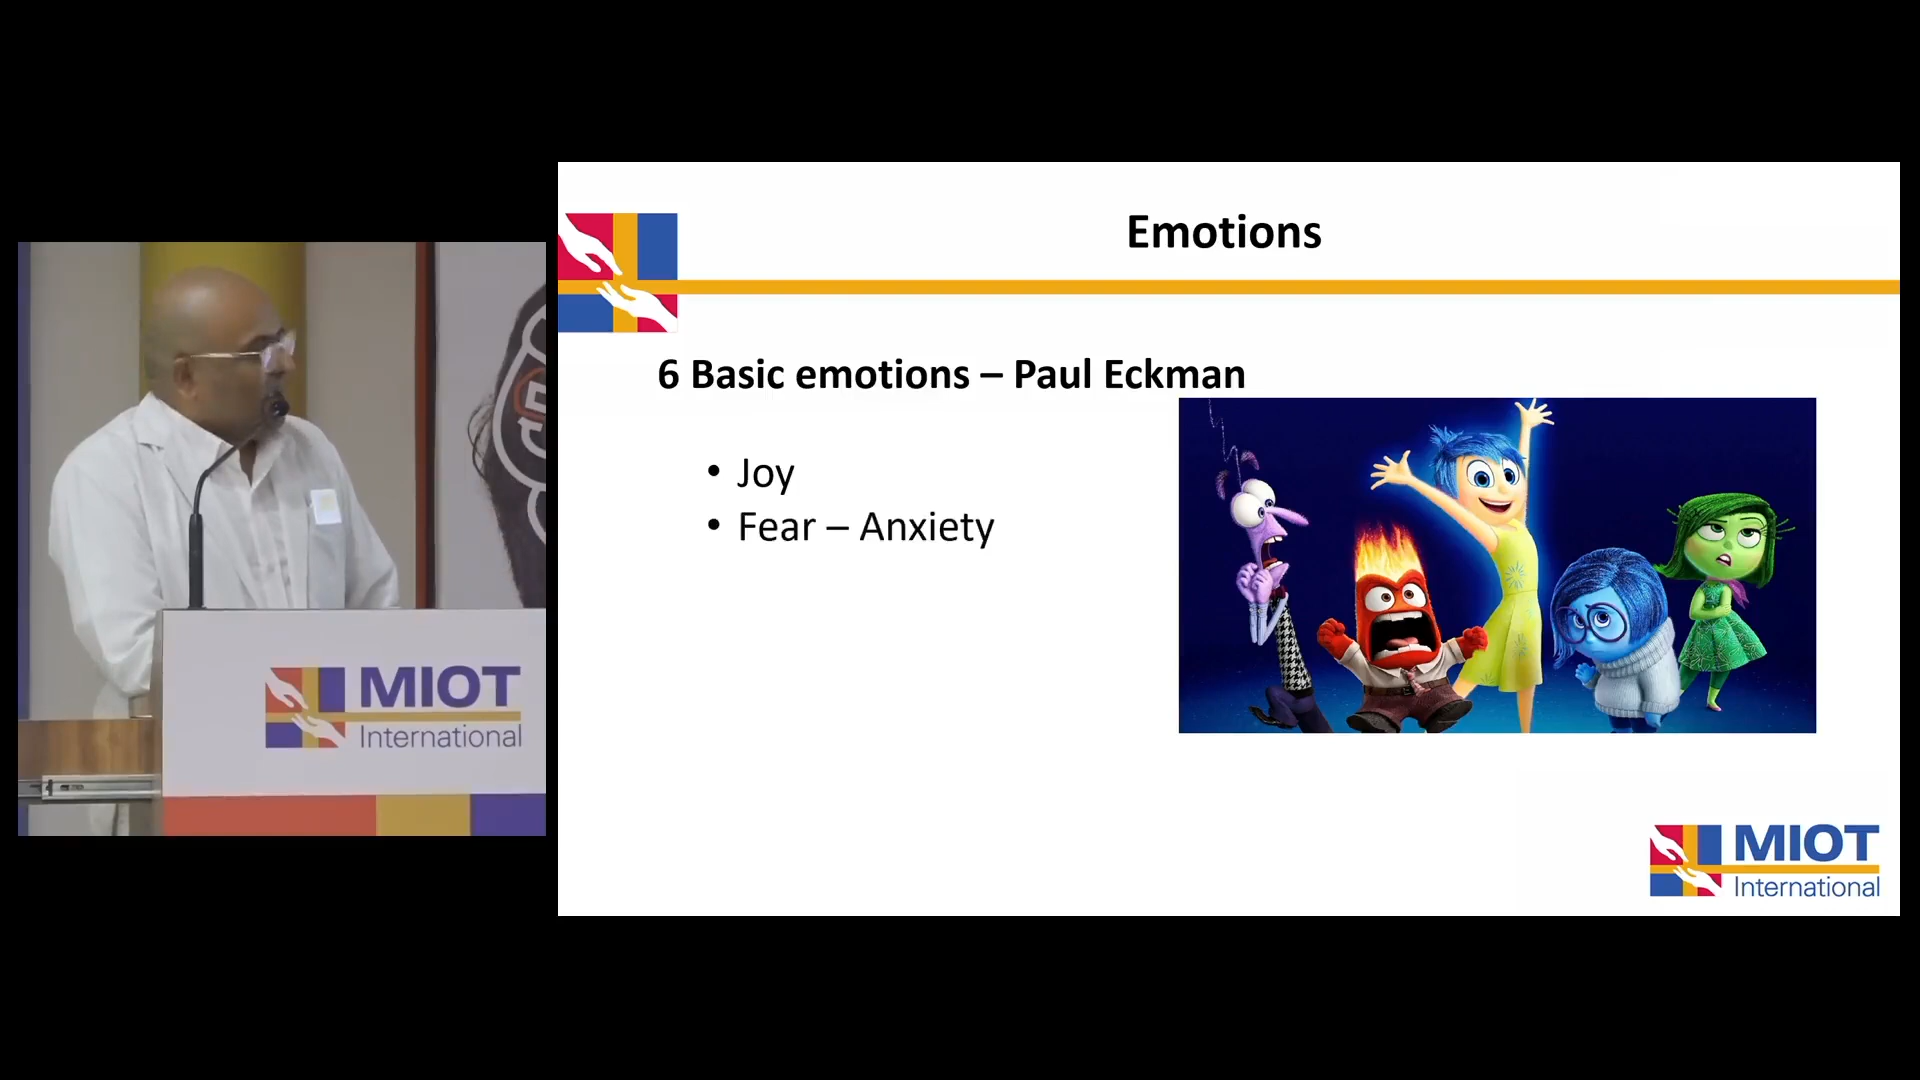 Emotions
6 Basic emotions – Paul Eckman
• Joy
• Fear – Anxiety
MIOT
International
MIOT
International